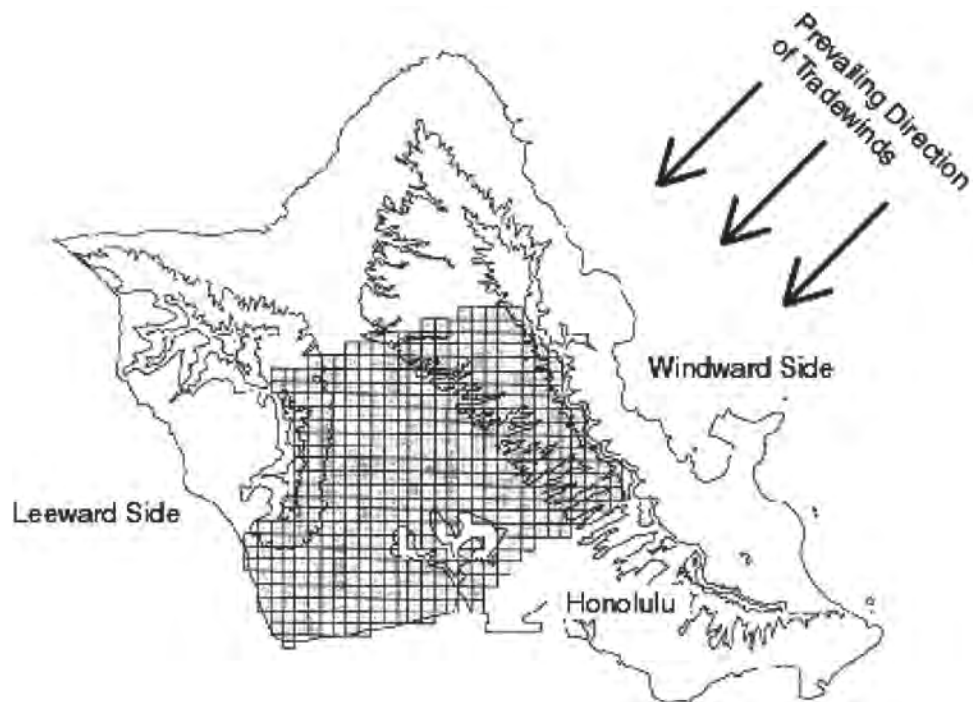 Prevailing Direction
of Tradewinds
Windward Side
Leeward Side
Honolulu